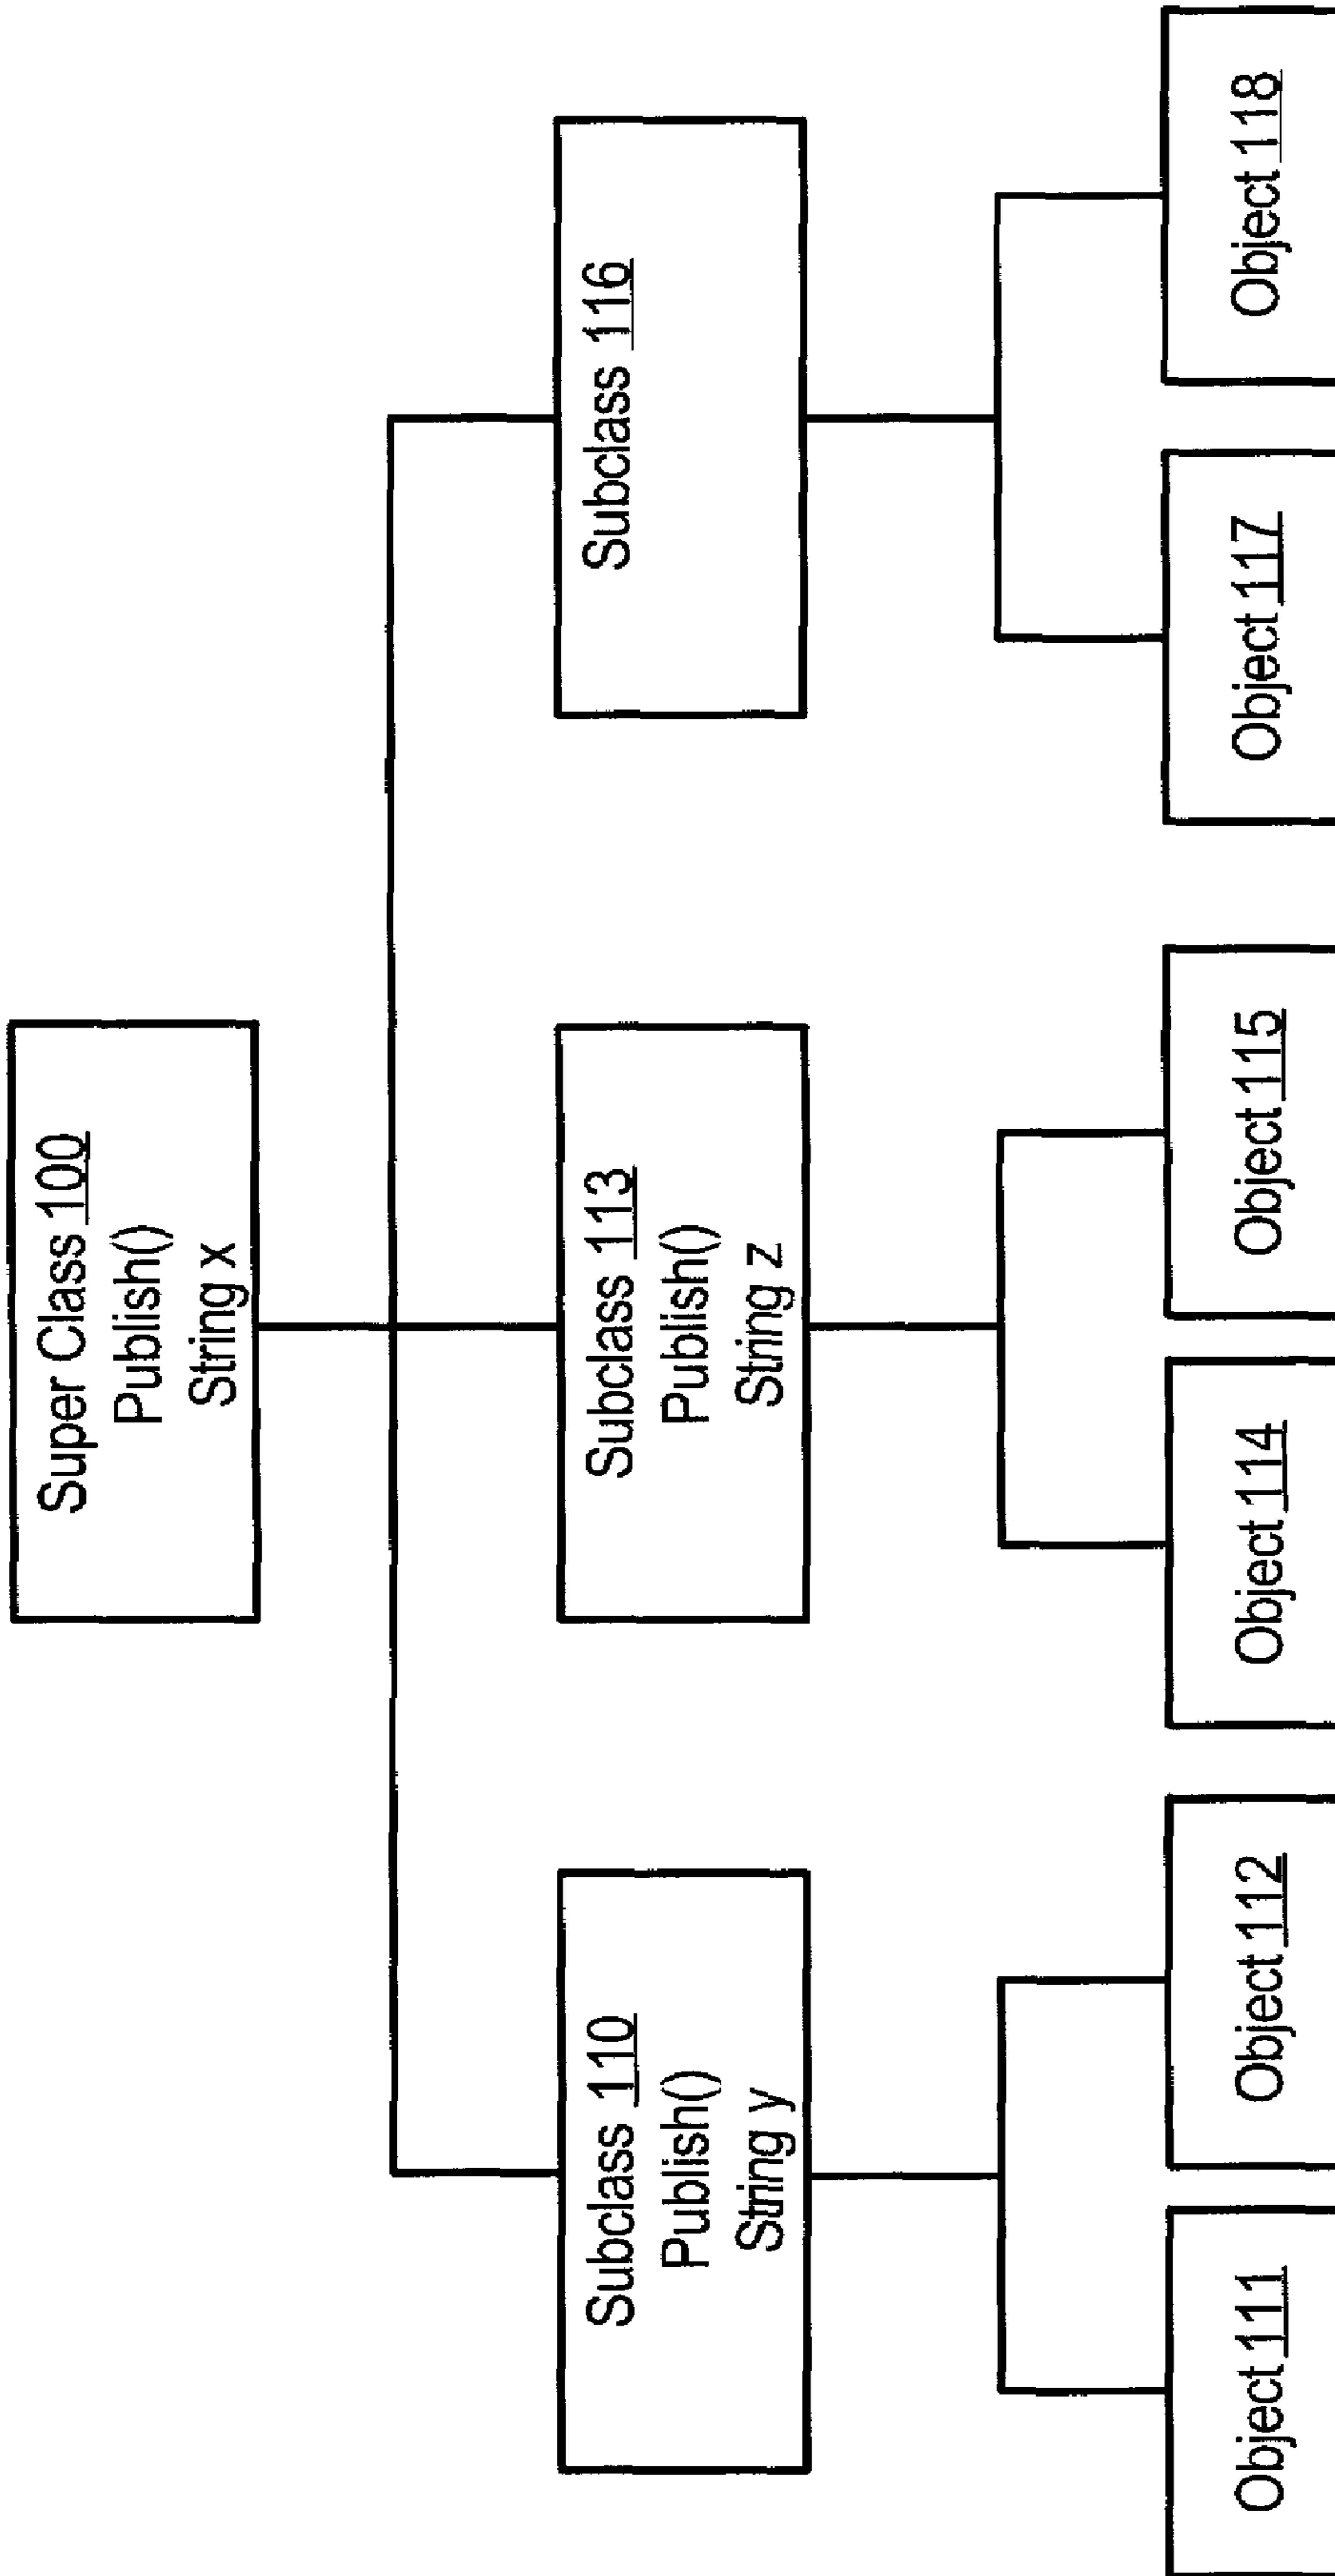 Super Class 100
Publish()
String x
Subclass 110
Publish()
String y
Subclass 113
Publish()
String z
Subclass 116
Object 111
Object 112
Object 114
Object 115
Object 117
Object 118